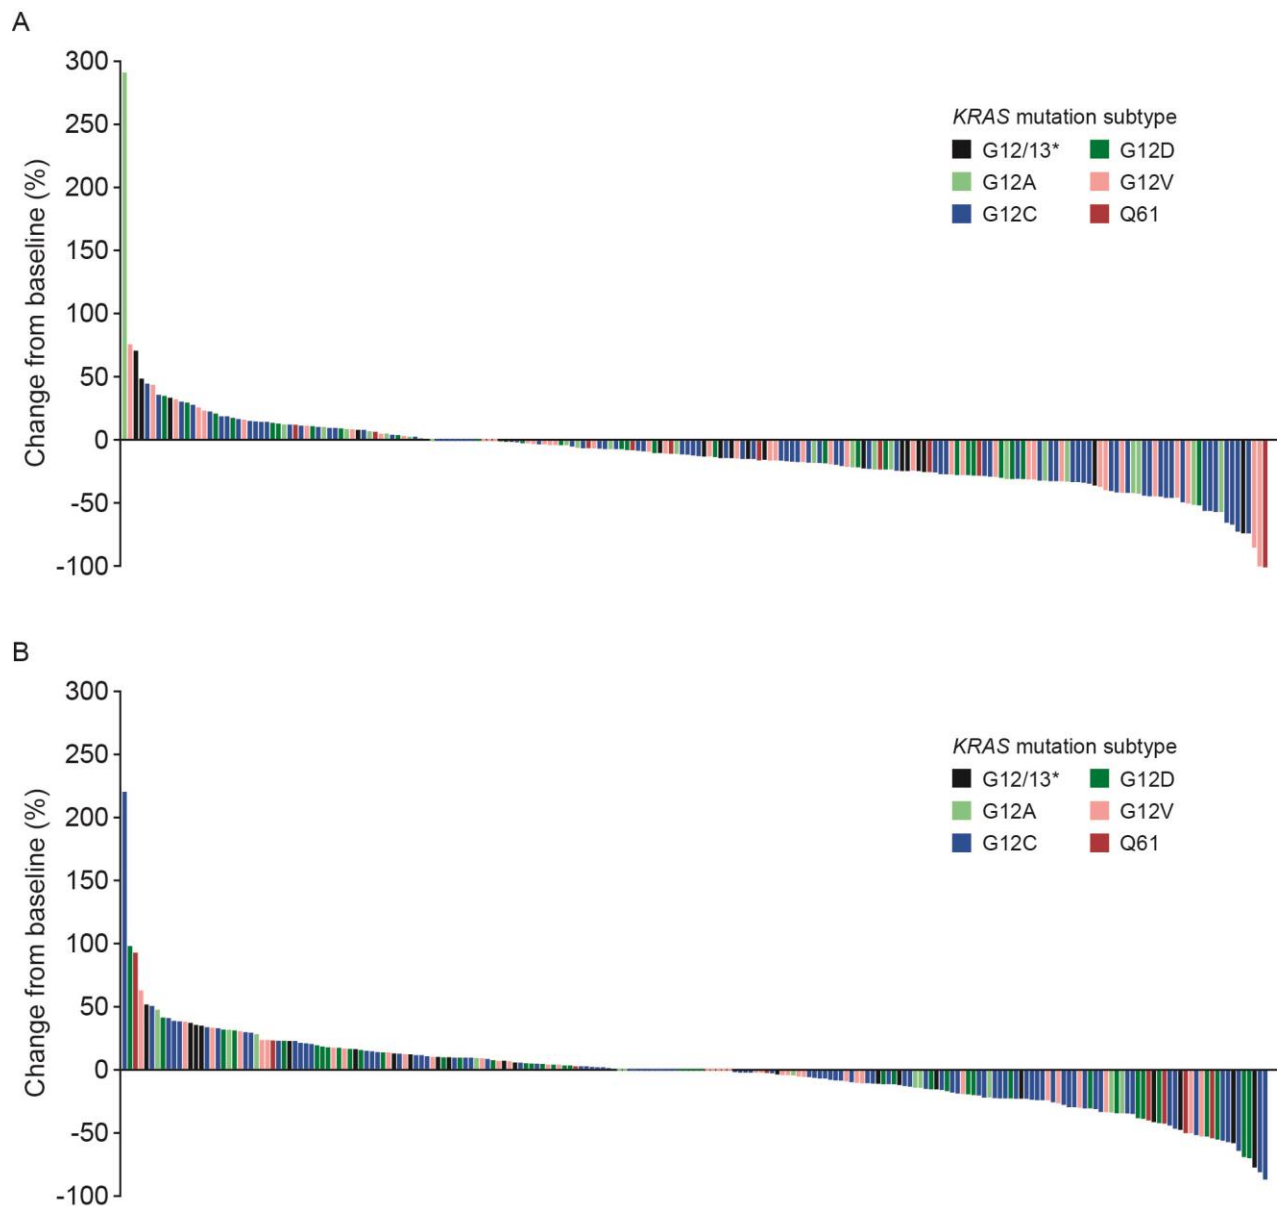 A
Change from baseline (%)
300
250
200
150
100
50
0
-50
-100
KRAS mutation subtype
G12/13* G12D
G12A G12V
G12C Q61
B
Change from baseline (%)
300
250
200
150
100
50
0
-50
-100
KRAS mutation subtype
G12/13* G12D
G12A G12V
G12C Q61